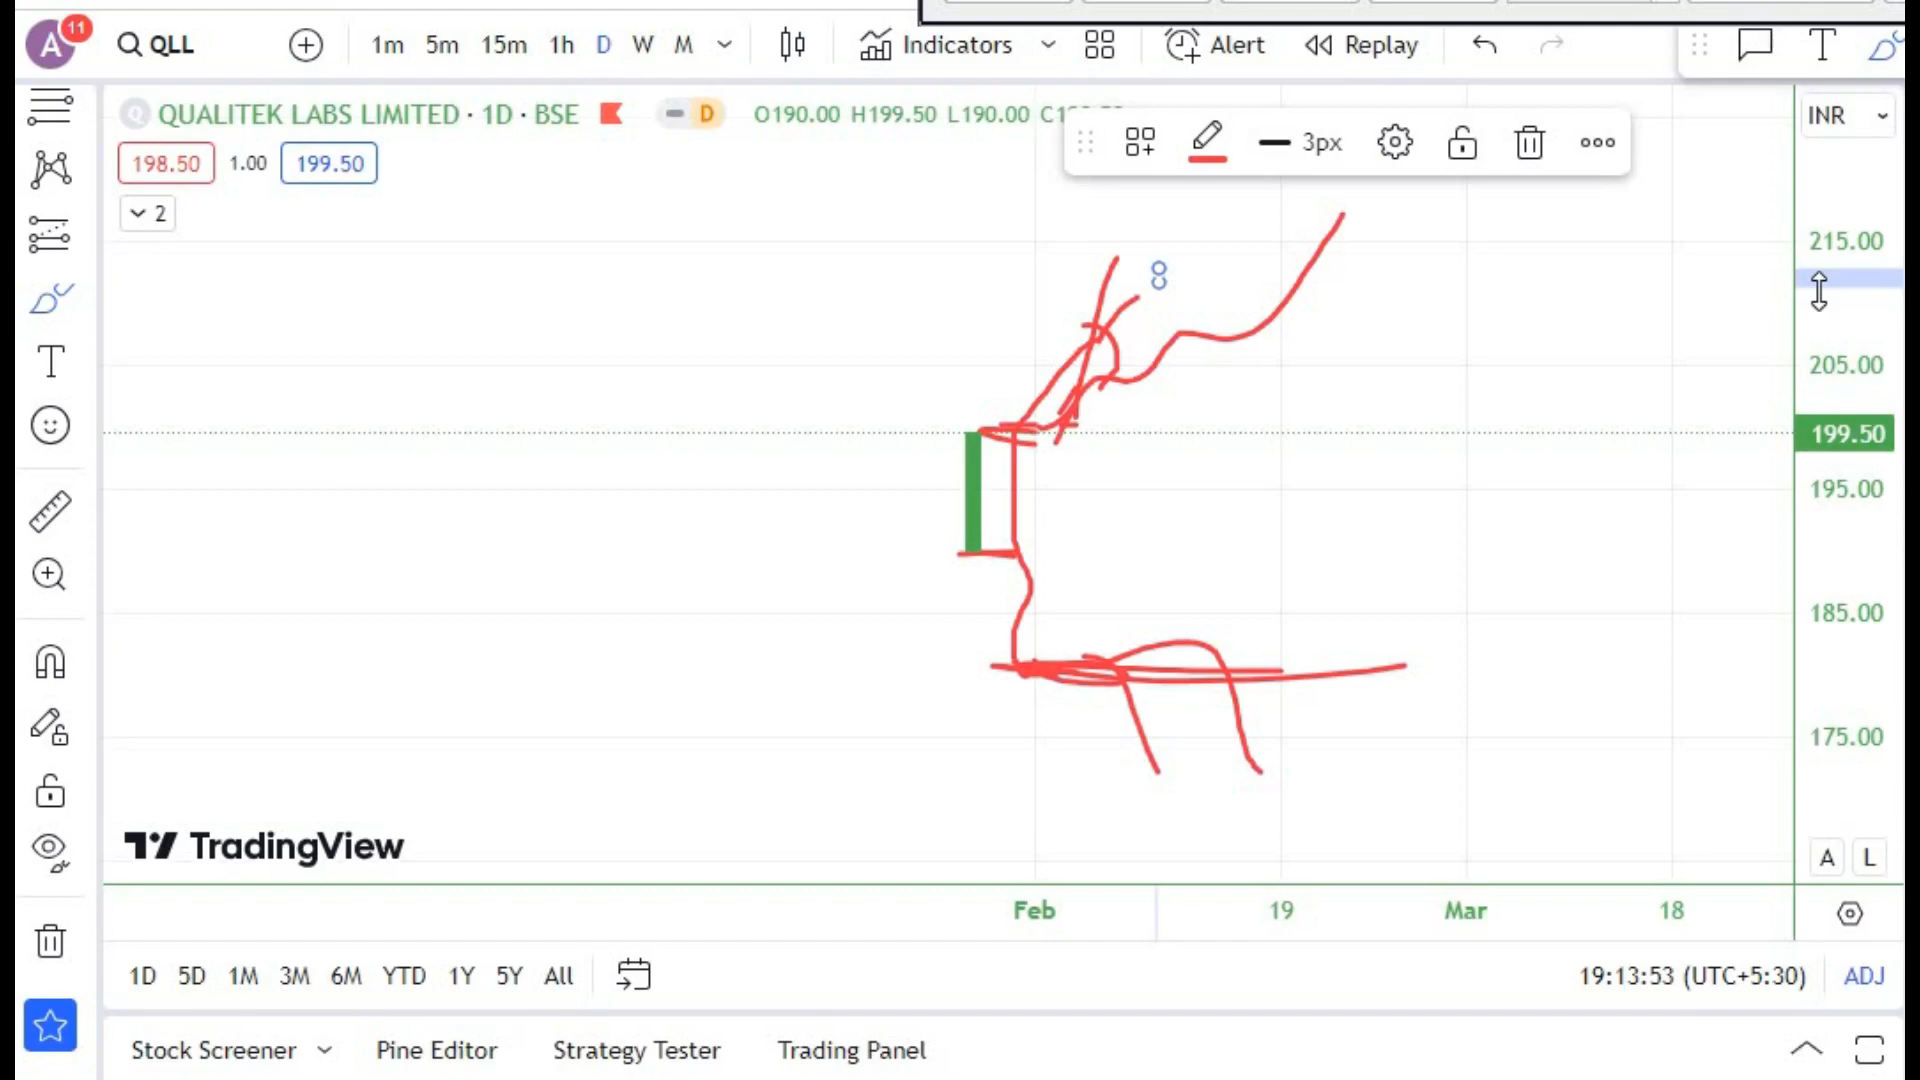 A 11 QLL 1m 5m 15m 1h D W M Indicators Alert Replay
QUALITEK LABS LIMITED · 1D · BSE D O190.00 H199.50 L190.00
3px
INR
198.50 1.00 199.50
2
215.00
205.00
199.50
195.00
185.00
175.00
TradingView
A L
Feb 19 Mar 18
1D 5D 1M 3M 6M YTD 1Y 5Y All 19:13:53 (UTC+5:30) ADJ
Stock Screener Pine Editor Strategy Tester Trading Panel